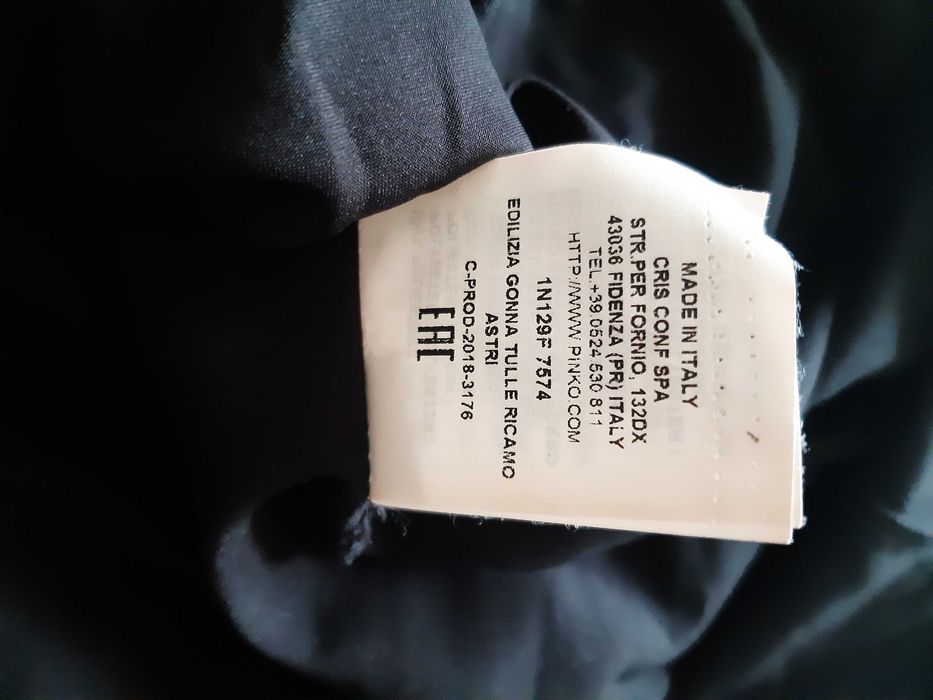 MADE IN ITALY
CRIS CONF SPA
STR.PER FORNIO, 132DX
43036 FIDENZA (PR) ITALY
TEL.+39.0524.530.811
HTTP://WWW.PINKO.COM
1N129F 7574
EDILIZIA GONNA TULLE RICAMO
ASTRI
C-PROD-2018-3176
EAC